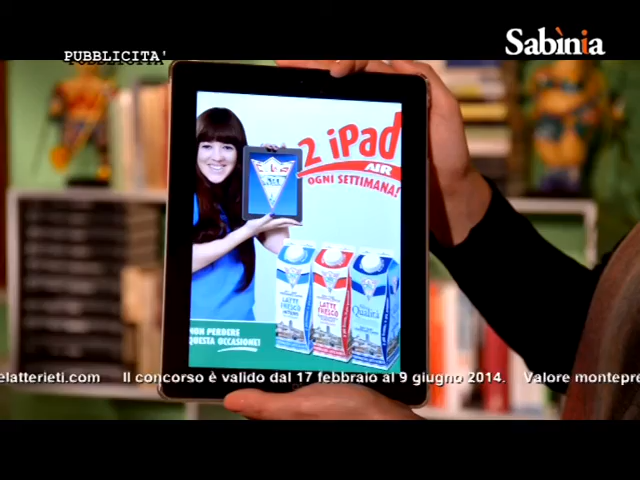 PUBBLICITA'
Sabinia
2 iPad
AIR
OGNI SETTIMANA!
LATTE
FRESCO
LATTE
FRESCO
Qualità
NON PERDERE
QUESTA OCCASIONE!
elatterieti.com Il concorso è valido dal 17 febbraio al 9 giugno 2014. Valore montepre